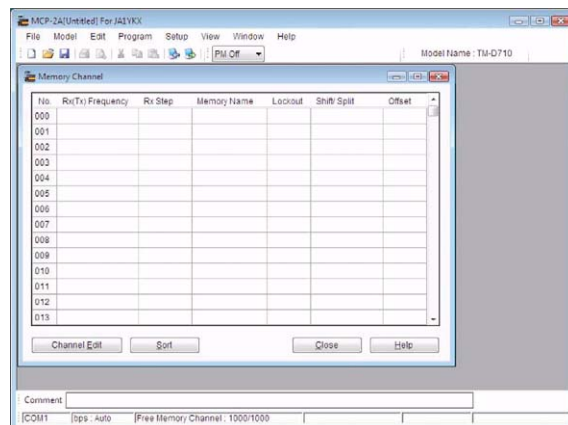 MCP-2A[Untitled] For JA1YKX
File Model Edit Program Setup View Window Help
PM Off Model Name : TM-D710
Memory Channel
No. Rx(Tx) Frequency Rx Step Memory Name Lockout Shift/ Split Offset
000
001
002
003
004
005
006
007
008
009
010
011
012
013
Channel Edit Sort Close Help
Comment
COM1 bps : Auto Free Memory Channel : 1000/1000